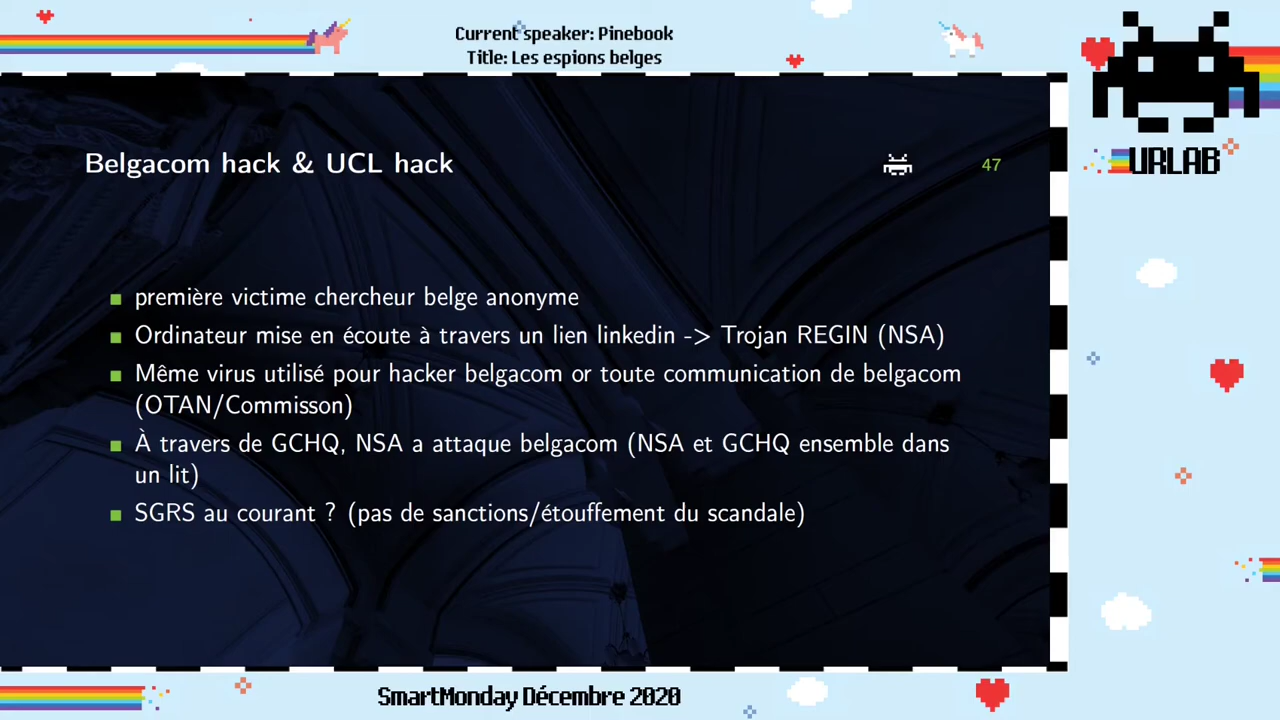 Current speaker: Pinebook
Title: Les espions belges
URLAB
Belgacom hack & UCL hack
47
première victime chercheur belge anonyme
Ordinateur mise en écoute à travers un lien linkedin -> Trojan REGIN (NSA)
Même virus utilisé pour hacker belgacom or toute communication de belgacom
(OTAN/Commisson)
À travers de GCHQ, NSA a attaque belgacom (NSA et GCHQ ensemble dans
un lit)
SGRS au courant ? (pas de sanctions/étouffement du scandale)
SmartMonday Décembre 2020